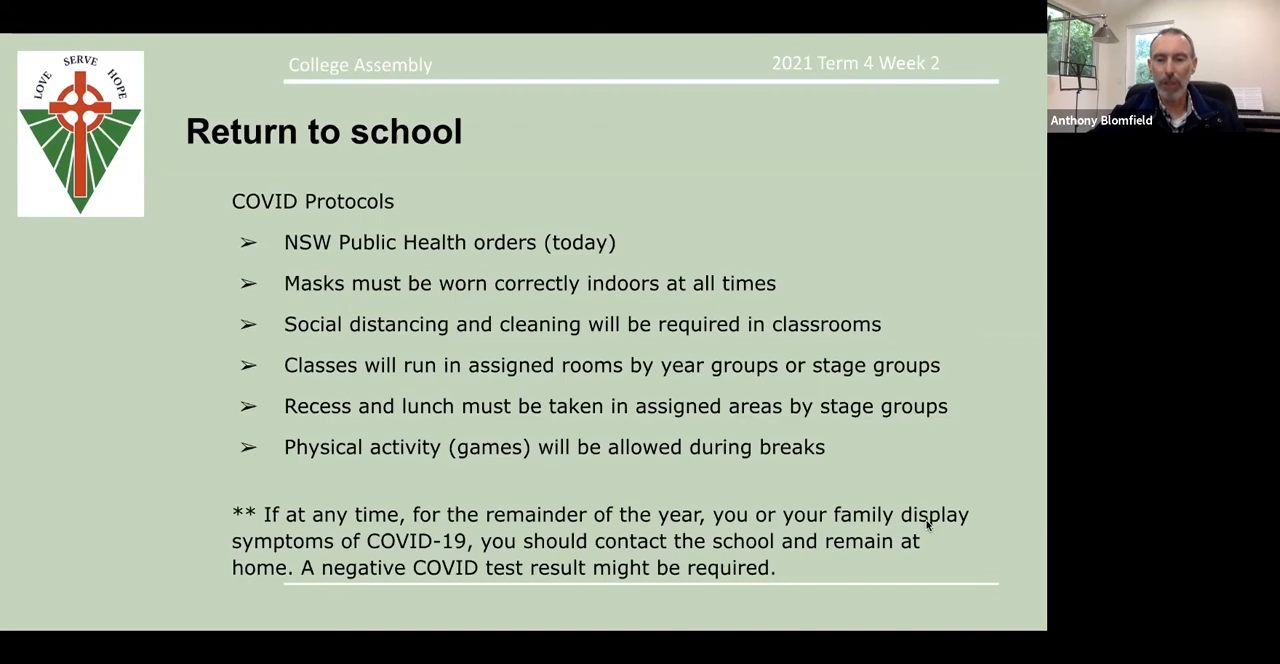 LOVE SERVE HOPE
College Assembly
2021 Term 4 Week 2
Return to school
COVID Protocols
➢ NSW Public Health orders (today)
➢ Masks must be worn correctly indoors at all times
➢ Social distancing and cleaning will be required in classrooms
➢ Classes will run in assigned rooms by year groups or stage groups
➢ Recess and lunch must be taken in assigned areas by stage groups
➢ Physical activity (games) will be allowed during breaks
** If at any time, for the remainder of the year, you or your family display
symptoms of COVID-19, you should contact the school and remain at
home. A negative COVID test result might be required.
Anthony Blomfield